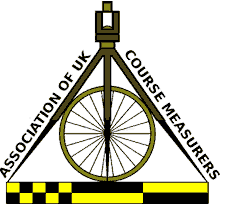 ASSOCIATION OF UK
COURSE MEASURERS